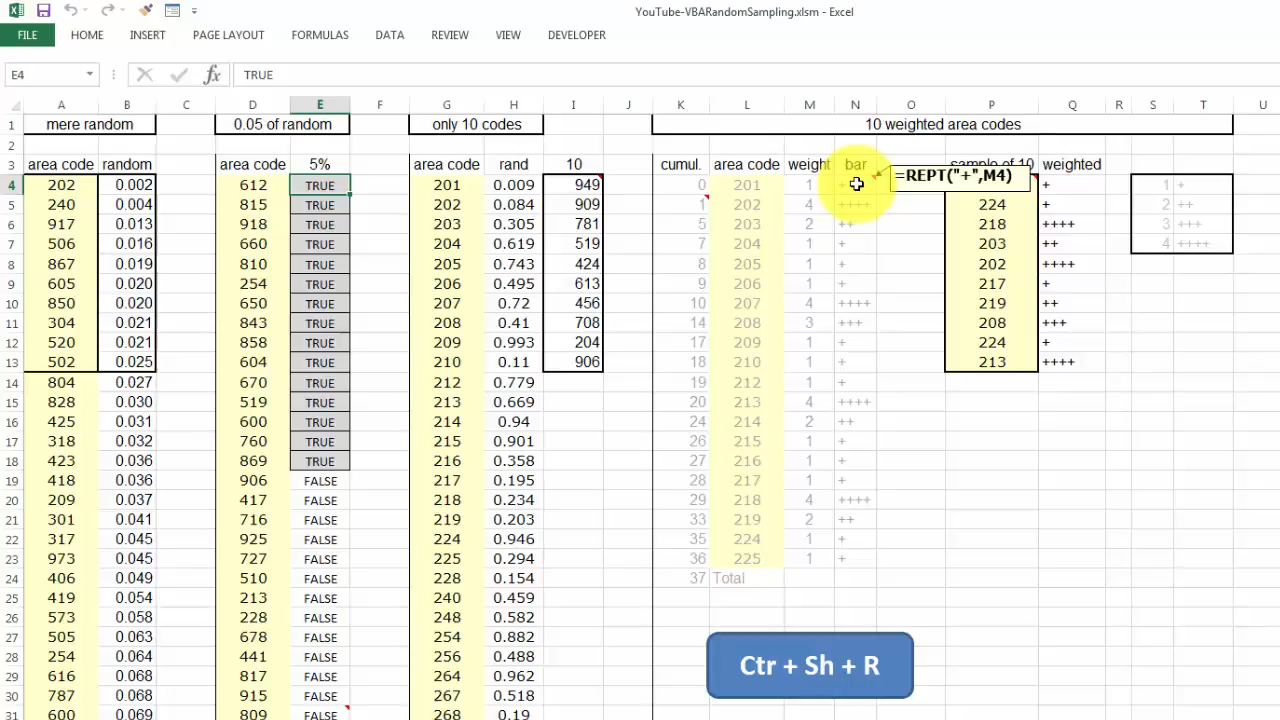 YouTube-VBARandomSampling.xlsm - Excel
FILE HOME INSERT PAGE LAYOUT FORMULAS DATA REVIEW VIEW DEVELOPER
E4 fx TRUE
A B C D E F G H I J K L M N O P Q R S T U
1 mere random 0.05 of random only 10 codes 10 weighted area codes
2
3 area code random area code 5% area code rand 10 cumul. area code weight bar sample of 10 weighted
=REPT("+",M4)
4 202 0.002 612 TRUE 201 0.009 949 0 201 1 + + 1 +
5 240 0.004 815 TRUE 202 0.084 909 1 202 4 ++++ 224 + 2 ++
6 917 0.013 918 TRUE 203 0.305 781 5 203 2 ++ 218 ++++ 3 +++
7 506 0.016 660 TRUE 204 0.619 519 7 204 1 + 203 ++ 4 ++++
8 867 0.019 810 TRUE 205 0.743 424 8 205 1 + 202 ++++
9 605 0.020 254 TRUE 206 0.495 613 9 206 1 + 217 +
10 850 0.020 650 TRUE 207 0.72 456 10 207 4 ++++ 219 ++
11 304 0.021 843 TRUE 208 0.41 708 14 208 3 +++ 208 +++
12 520 0.021 858 TRUE 209 0.993 204 17 209 1 + 224 +
13 502 0.025 604 TRUE 210 0.11 906 18 210 1 + 213 ++++
14 804 0.027 670 TRUE 212 0.779 19 212 1 +
15 828 0.030 519 TRUE 213 0.669 20 213 4 ++++
16 425 0.031 600 TRUE 214 0.94 24 214 2 ++
17 318 0.032 760 TRUE 215 0.901 26 215 1 +
18 423 0.036 869 TRUE 216 0.358 27 216 1 +
19 418 0.036 906 FALSE 217 0.195 28 217 1 +
20 209 0.037 417 FALSE 218 0.234 29 218 4 ++++
21 301 0.041 716 FALSE 219 0.203 33 219 2 ++
22 317 0.045 925 FALSE 224 0.946 35 224 1 +
23 973 0.045 727 FALSE 225 0.294 36 225 1 +
24 406 0.049 510 FALSE 228 0.154 37 Total
25 419 0.054 213 FALSE 240 0.459
26 573 0.058 228 FALSE 248 0.582
27 505 0.063 678 FALSE 254 0.882
28 254 0.064 441 FALSE 256 0.488
29 616 0.068 817 FALSE 264 0.962
30 787 0.068 915 FALSE 267 0.518
31 600 0.069 809 FALSE 268 0.19
Ctr + Sh + R